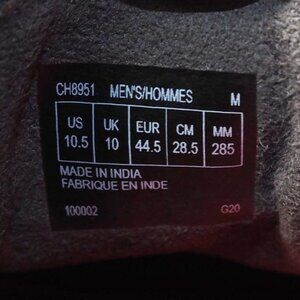 CH8951 MEN'S/HOMMES M
US UK EUR CM MM
10.5 10 44.5 28.5 285
MADE IN INDIA
FABRIQUE EN INDE
100002 G20